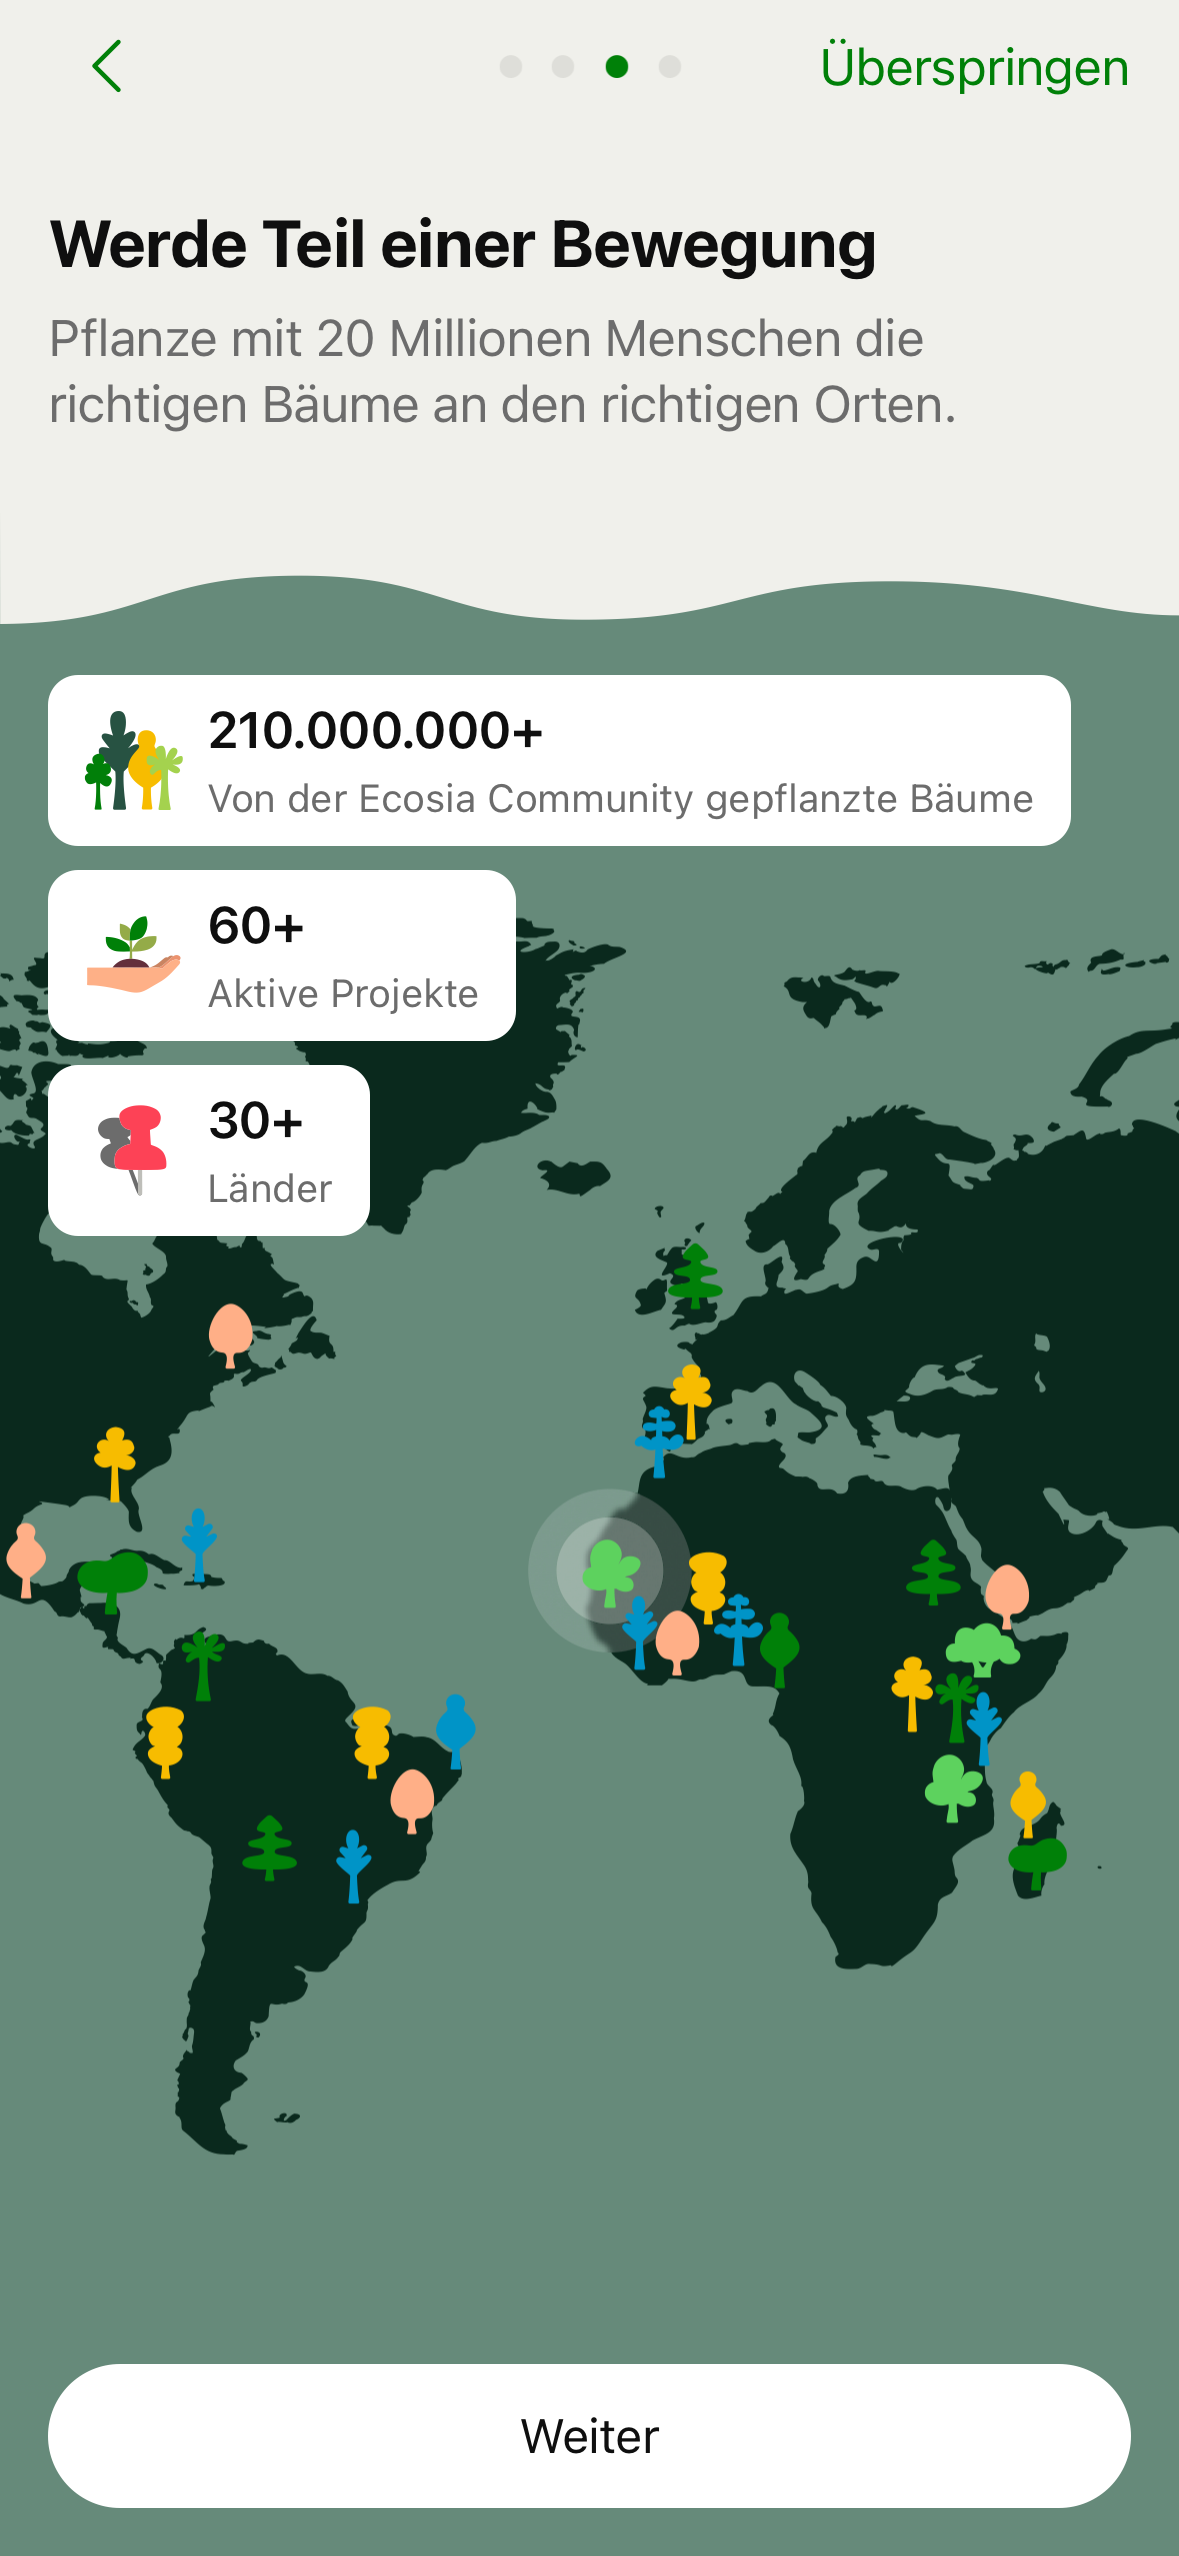 Überspringen
Werde Teil einer Bewegung
Pflanze mit 20 Millionen Menschen die
richtigen Bäume an den richtigen Orten.
210.000.000+
Von der Ecosia Community gepflanzte Bäume
60+
Aktive Projekte
30+
Länder
Weiter